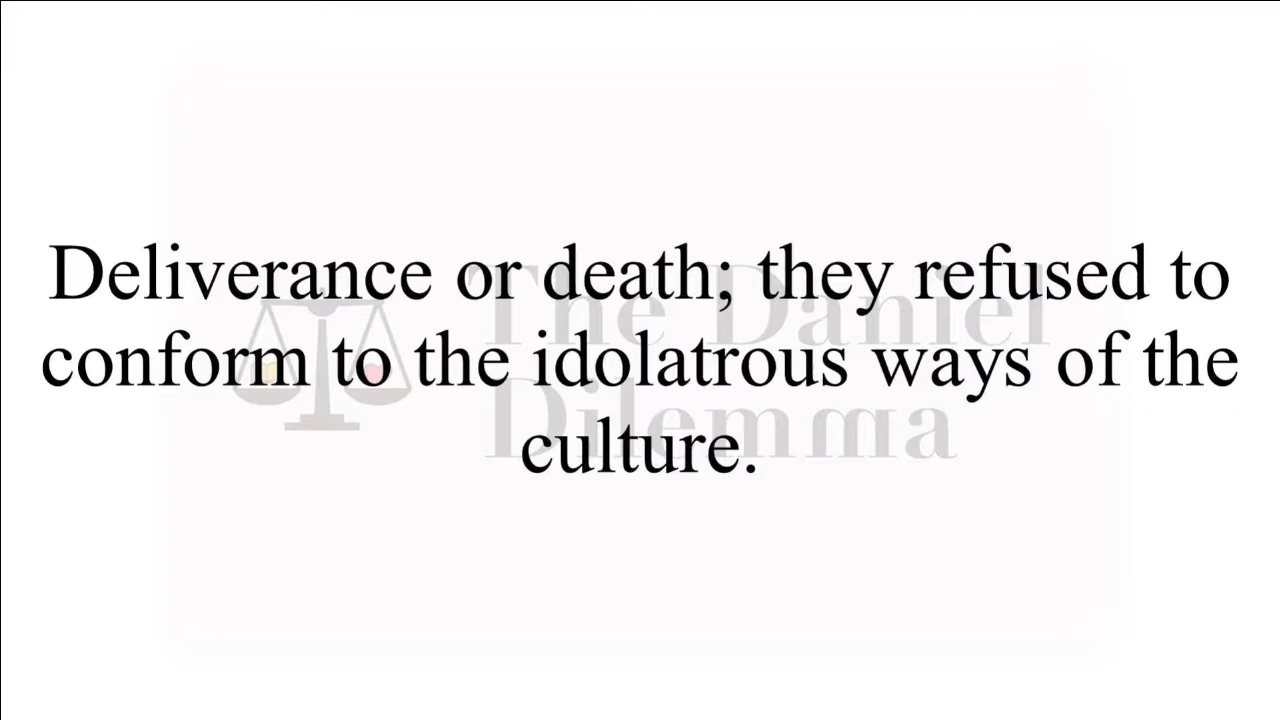 Deliverance or death; they refused to
conform to the idolatrous ways of the
culture.
The Daniel
Dilemma